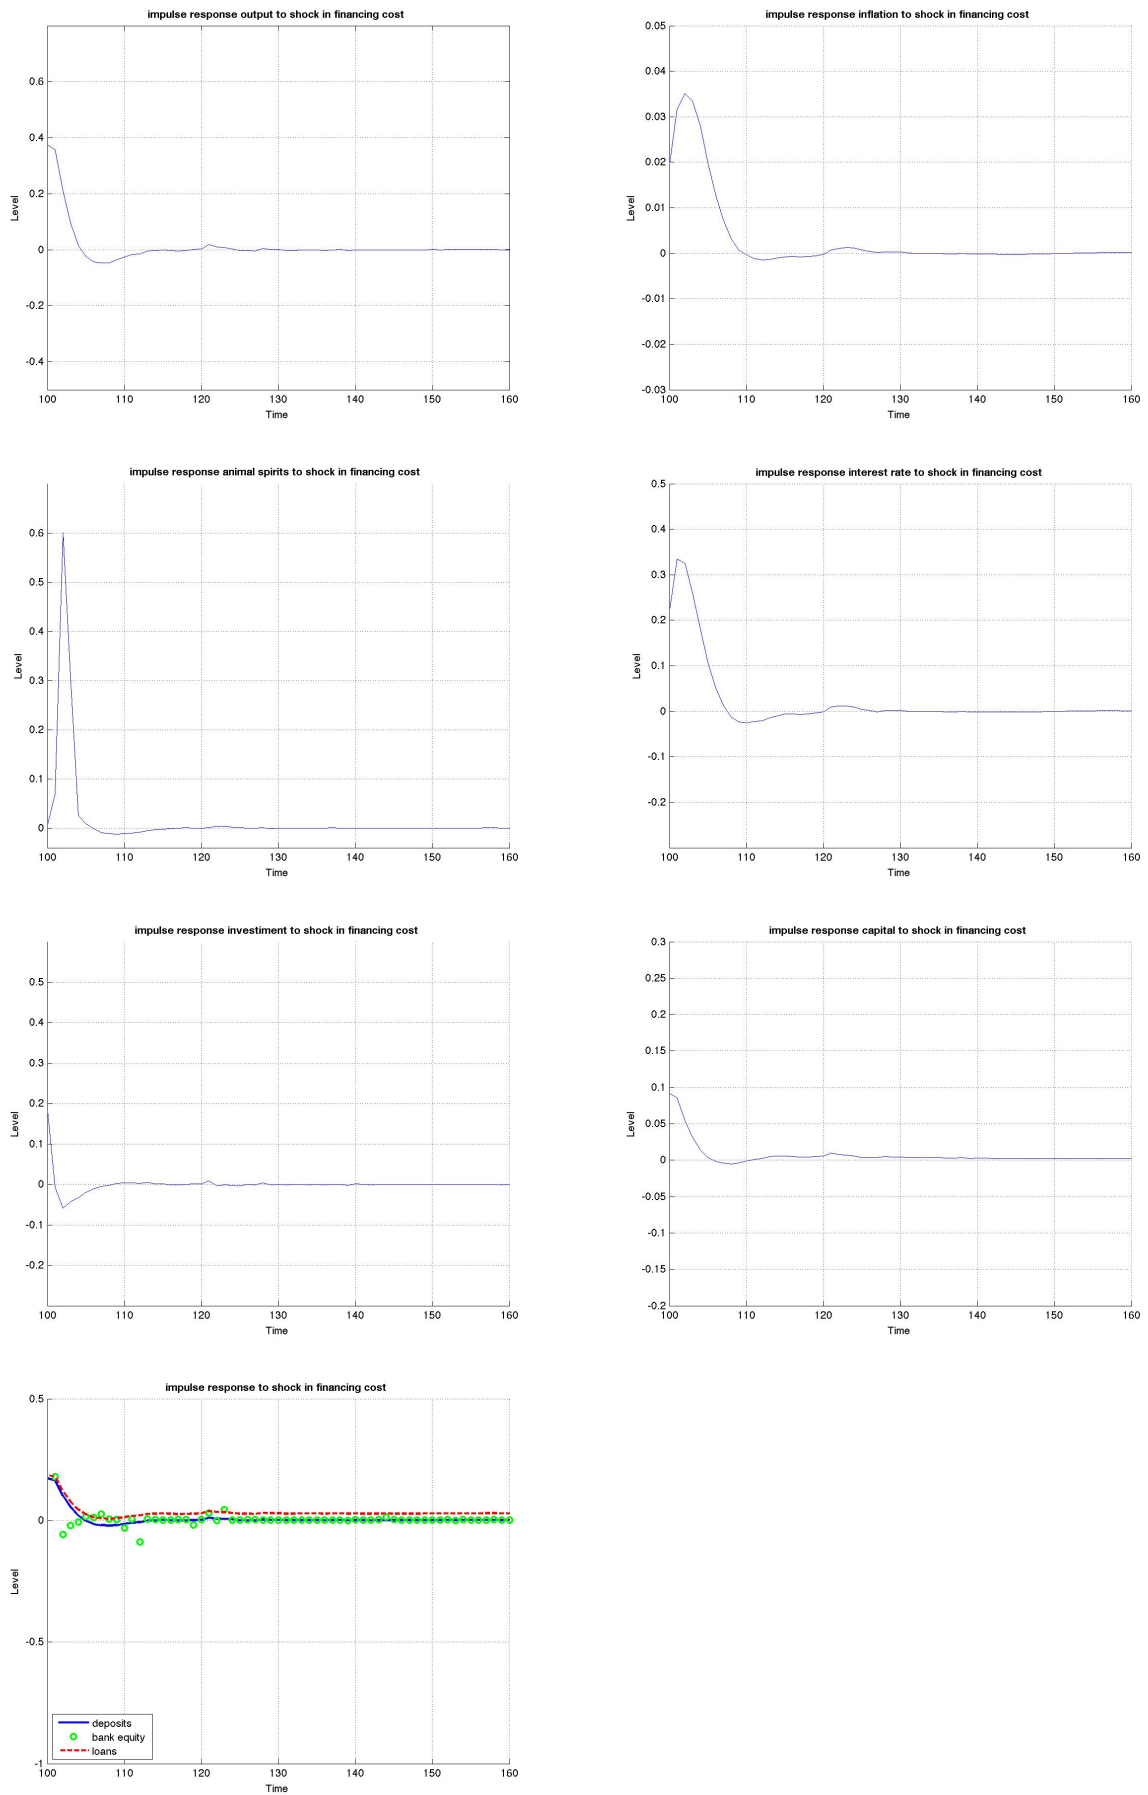 impulse response output to shock in financing cost
0.6
0.4
0.2
0
-0.2
-0.4
Level
100 110 120 130 140 150 160
Time
impulse response inflation to shock in financing cost
0.05
0.04
0.03
0.02
0.01
0
-0.01
-0.02
-0.03
Level
100 110 120 130 140 150 160
Time
impulse response animal spirits to shock in financing cost
0.6
0.5
0.4
0.3
0.2
0.1
0
Level
100 110 120 130 140 150 160
Time
impulse response interest rate to shock in financing cost
0.5
0.4
0.3
0.2
0.1
0
-0.1
-0.2
Level
100 110 120 130 140 150 160
Time
impulse response investiment to shock in financing cost
0.5
0.4
0.3
0.2
0.1
0
-0.1
-0.2
Level
100 110 120 130 140 150 160
Time
impulse response capital to shock in financing cost
0.3
0.25
0.2
0.15
0.1
0.05
0
-0.05
-0.1
-0.15
-0.2
Level
100 110 120 130 140 150 160
Time
impulse response to shock in financing cost
0.5
0
-0.5
-1
Level
deposits
bank equity
loans
100 110 120 130 140 150 160
Time